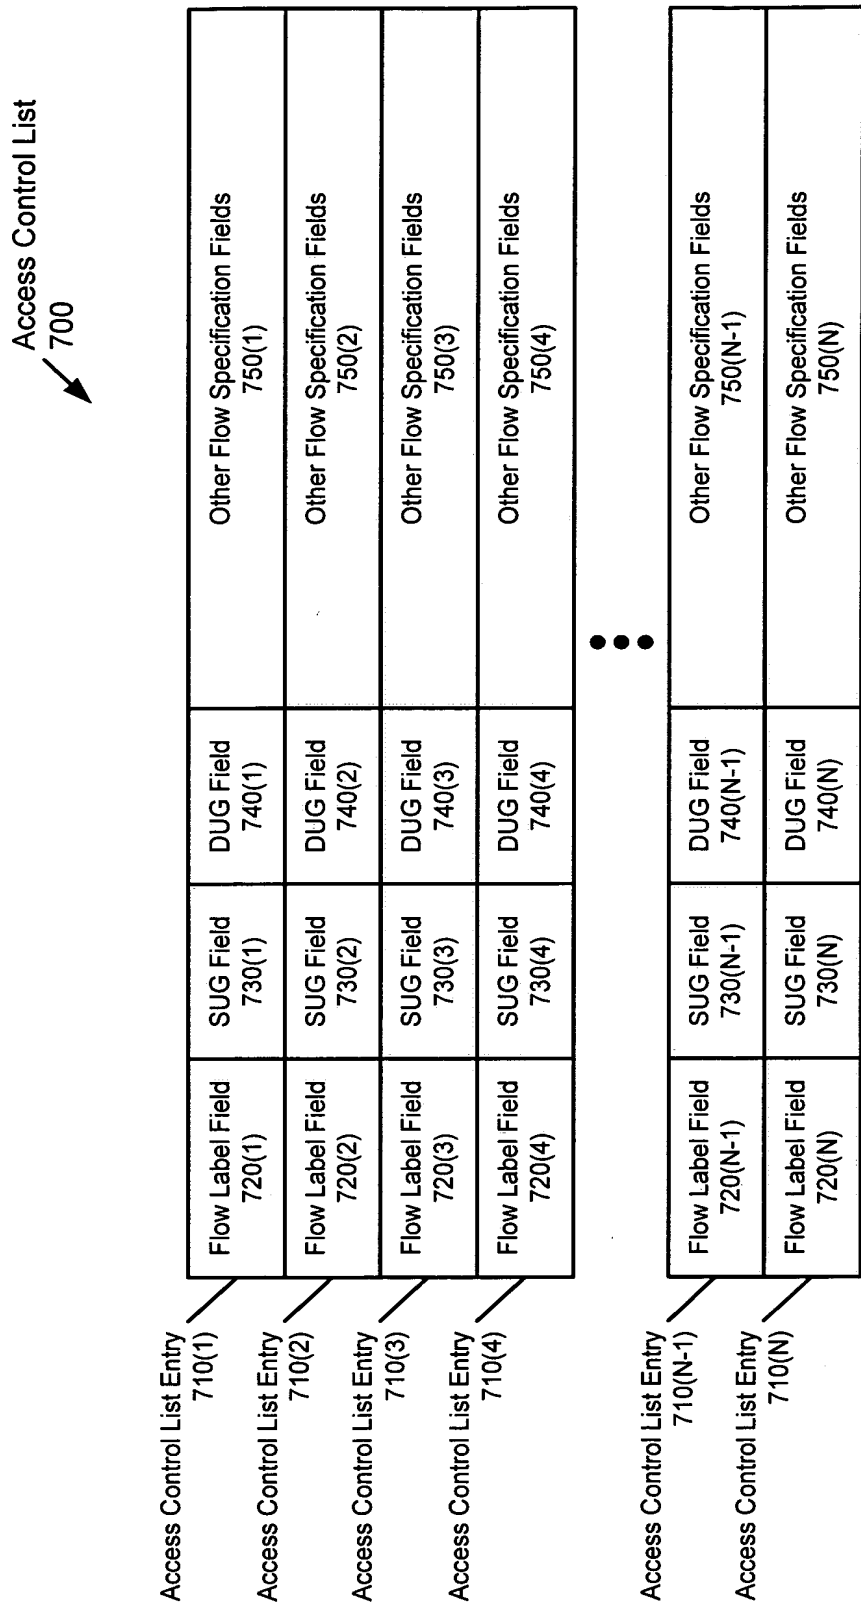 Access Control List
700
Access Control List Entry
710(1)
Flow Label Field
720(1)
SUG Field
730(1)
DUG Field
740(1)
Other Flow Specification Fields
750(1)
Access Control List Entry
710(2)
Flow Label Field
720(2)
SUG Field
730(2)
DUG Field
740(2)
Other Flow Specification Fields
750(2)
Access Control List Entry
710(3)
Flow Label Field
720(3)
SUG Field
730(3)
DUG Field
740(3)
Other Flow Specification Fields
750(3)
Access Control List Entry
710(4)
Flow Label Field
720(4)
SUG Field
730(4)
DUG Field
740(4)
Other Flow Specification Fields
750(4)
Access Control List Entry
710(N-1)
Flow Label Field
720(N-1)
SUG Field
730(N-1)
DUG Field
740(N-1)
Other Flow Specification Fields
750(N-1)
Access Control List Entry
710(N)
Flow Label Field
720(N)
SUG Field
730(N)
DUG Field
740(N)
Other Flow Specification Fields
750(N)